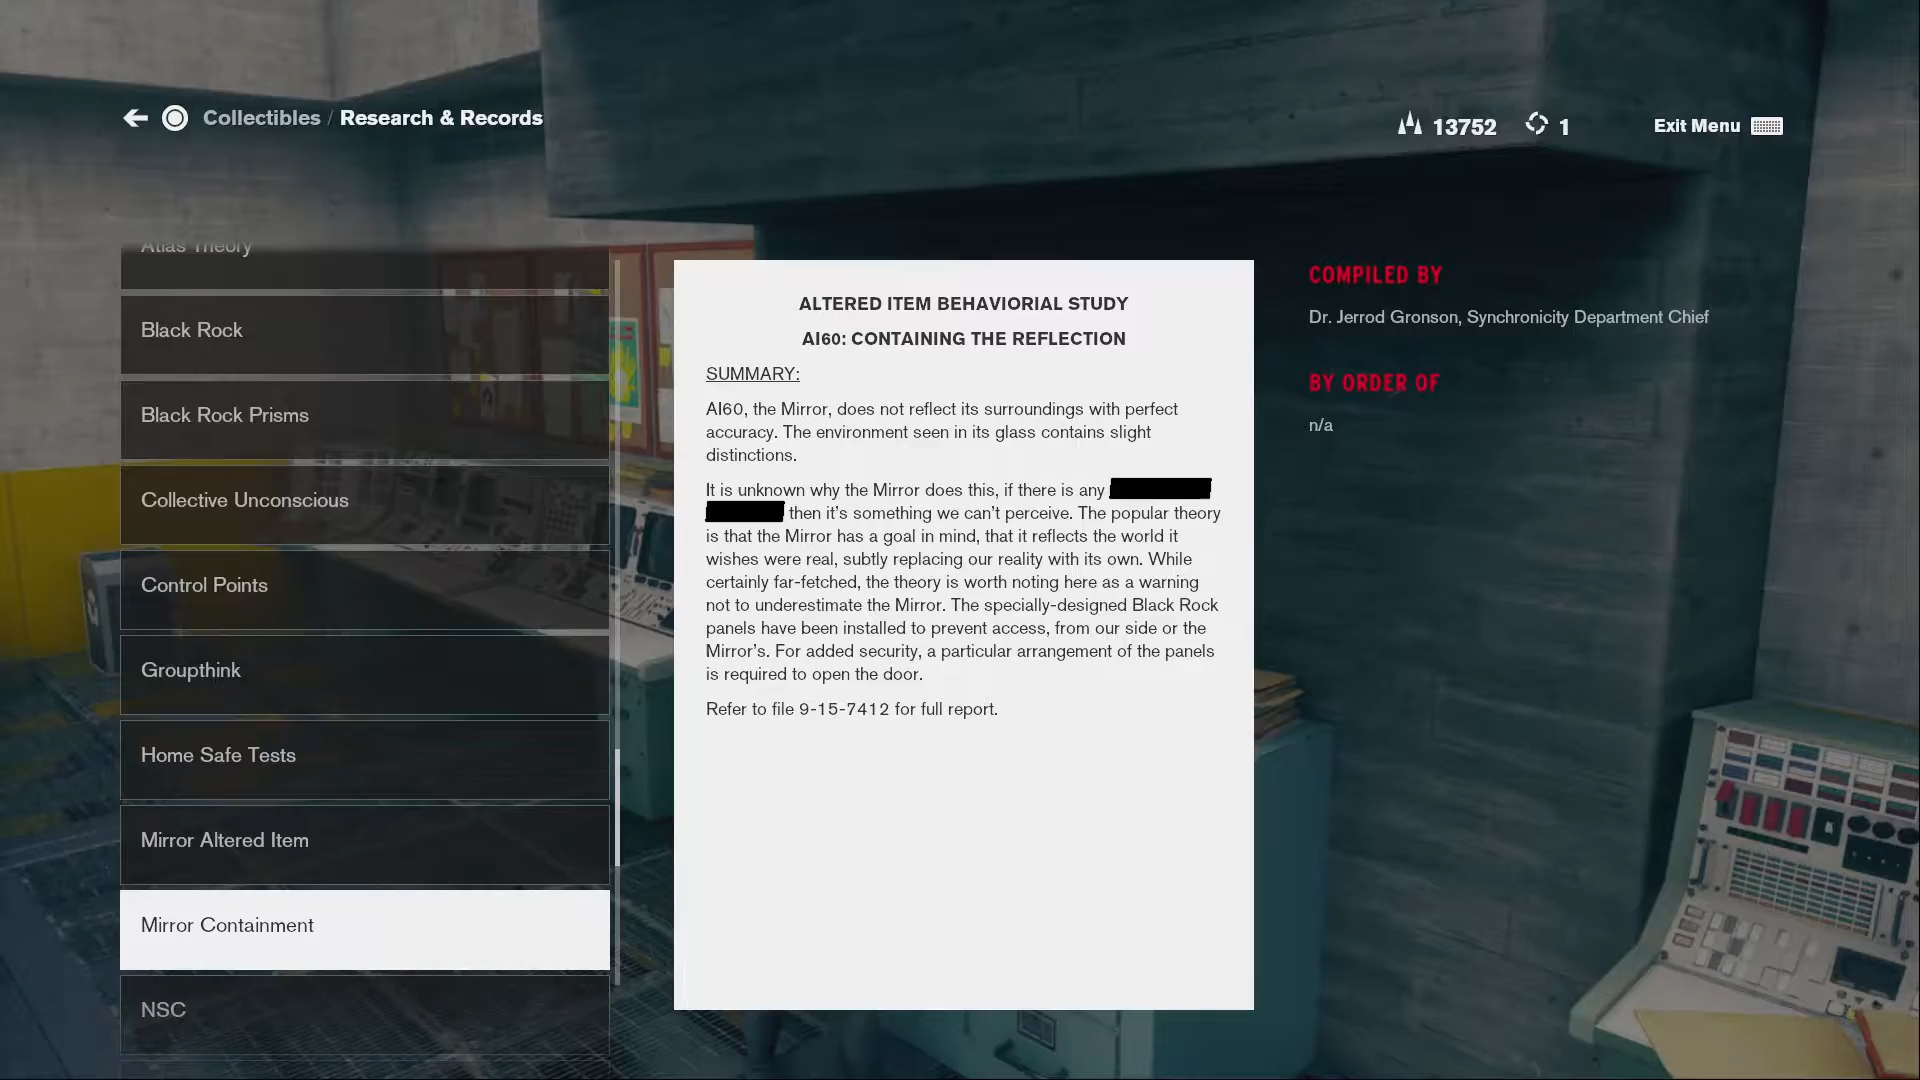 Collectibles / Research & Records
13752
1
Exit Menu
Atlas Theory
Black Rock
Black Rock Prisms
Collective Unconscious
Control Points
Groupthink
Home Safe Tests
Mirror Altered Item
Mirror Containment
NSC
ALTERED ITEM BEHAVIORIAL STUDY
AI60: CONTAINING THE REFLECTION
SUMMARY:
AI60, the Mirror, does not reflect its surroundings with perfect
accuracy. The environment seen in its glass contains slight
distinctions.
It is unknown why the Mirror does this, if there is any
then it's something we can't perceive. The popular theory
is that the Mirror has a goal in mind, that it reflects the world it
wishes were real, subtly replacing our reality with its own. While
certainly far-fetched, the theory is worth noting here as a warning
not to underestimate the Mirror. The specially-designed Black Rock
panels have been installed to prevent access, from our side or the
Mirror's. For added security, a particular arrangement of the panels
is required to open the door.
Refer to file 9-15-7412 for full report.
COMPILED BY
Dr. Jerrod Gronson, Synchronicity Department Chief
BY ORDER OF
n/a